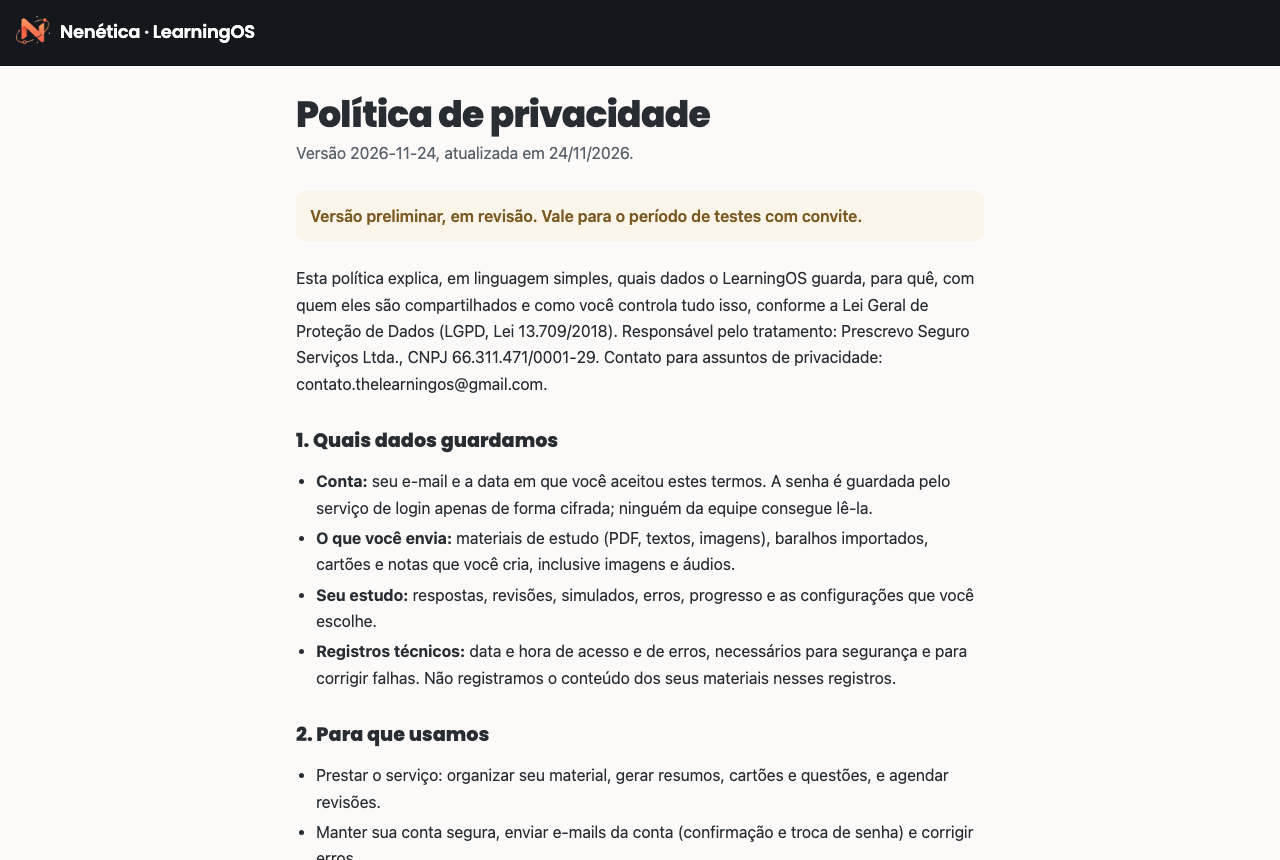 Nenética · LearningOS
Política de privacidade
Versão 2026-11-24, atualizada em 24/11/2026.
Versão preliminar, em revisão. Vale para o período de testes com convite.
Esta política explica, em linguagem simples, quais dados o LearningOS guarda, para quê, com
quem eles são compartilhados e como você controla tudo isso, conforme a Lei Geral de
Proteção de Dados (LGPD, Lei 13.709/2018). Responsável pelo tratamento: Prescrevo Seguro
Serviços Ltda., CNPJ 66.311.471/0001-29. Contato para assuntos de privacidade:
contato.thelearningos@gmail.com.
1. Quais dados guardamos
• Conta: seu e-mail e a data em que você aceitou estes termos. A senha é guardada pelo
serviço de login apenas de forma cifrada; ninguém da equipe consegue lê-la.
• O que você envia: materiais de estudo (PDF, textos, imagens), baralhos importados,
cartões e notas que você cria, inclusive imagens e áudios.
• Seu estudo: respostas, revisões, simulados, erros, progresso e as configurações que você
escolhe.
• Registros técnicos: data e hora de acesso e de erros, necessários para segurança e para
corrigir falhas. Não registramos o conteúdo dos seus materiais nesses registros.
2. Para que usamos
• Prestar o serviço: organizar seu material, gerar resumos, cartões e questões, e agendar
revisões.
• Manter sua conta segura, enviar e-mails da conta (confirmação e troca de senha) e corrigir
erros.